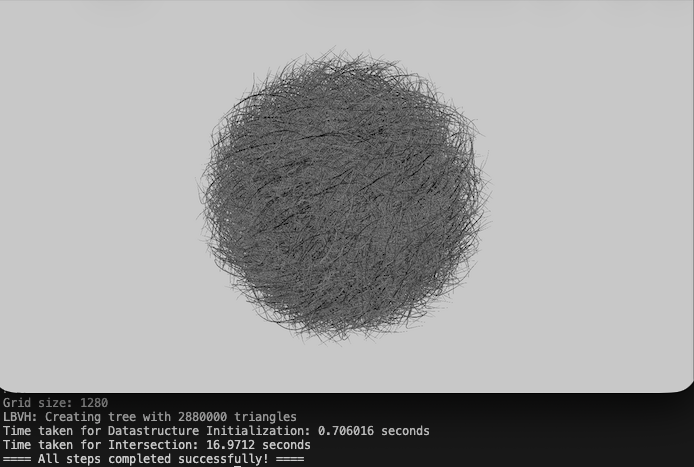 Grid size: 1280
LBVH: Creating tree with 2880000 triangles
Time taken for Datastructure Initialization: 0.706016 seconds
Time taken for Intersection: 16.9712 seconds
==== All steps completed successfully! ====